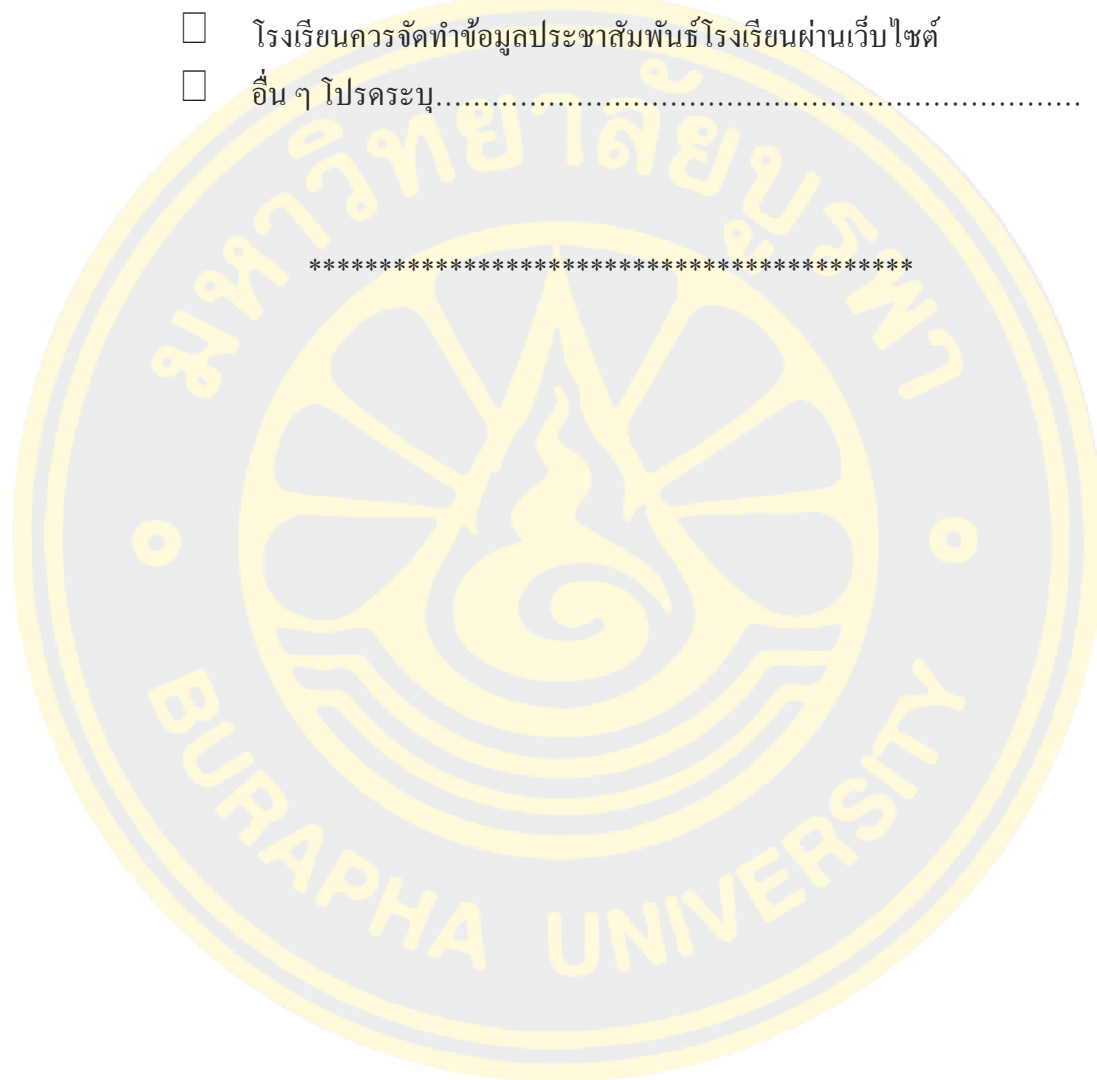 ☐ โรงเรียนควรจัดทำข้อมูลประชาสัมพันธ์โรงเรียนผ่านเว็บไซต์
☐ อื่น ๆ โปรดระบุ.....................................................................
*******************************************
มหาวิทยาลัยบูรพา
BURAPHA UNIVERSITY